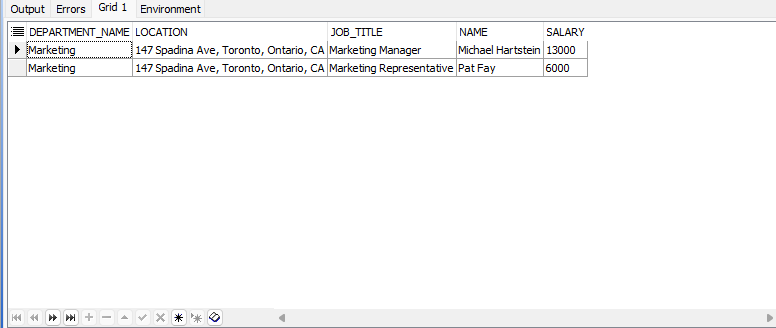 Output Errors Grid 1 Environment
DEPARTMENT_NAME LOCATION JOB_TITLE NAME SALARY
Marketing 147 Spadina Ave, Toronto, Ontario, CA Marketing Manager Michael Hartstein 13000
Marketing 147 Spadina Ave, Toronto, Ontario, CA Marketing Representative Pat Fay 6000